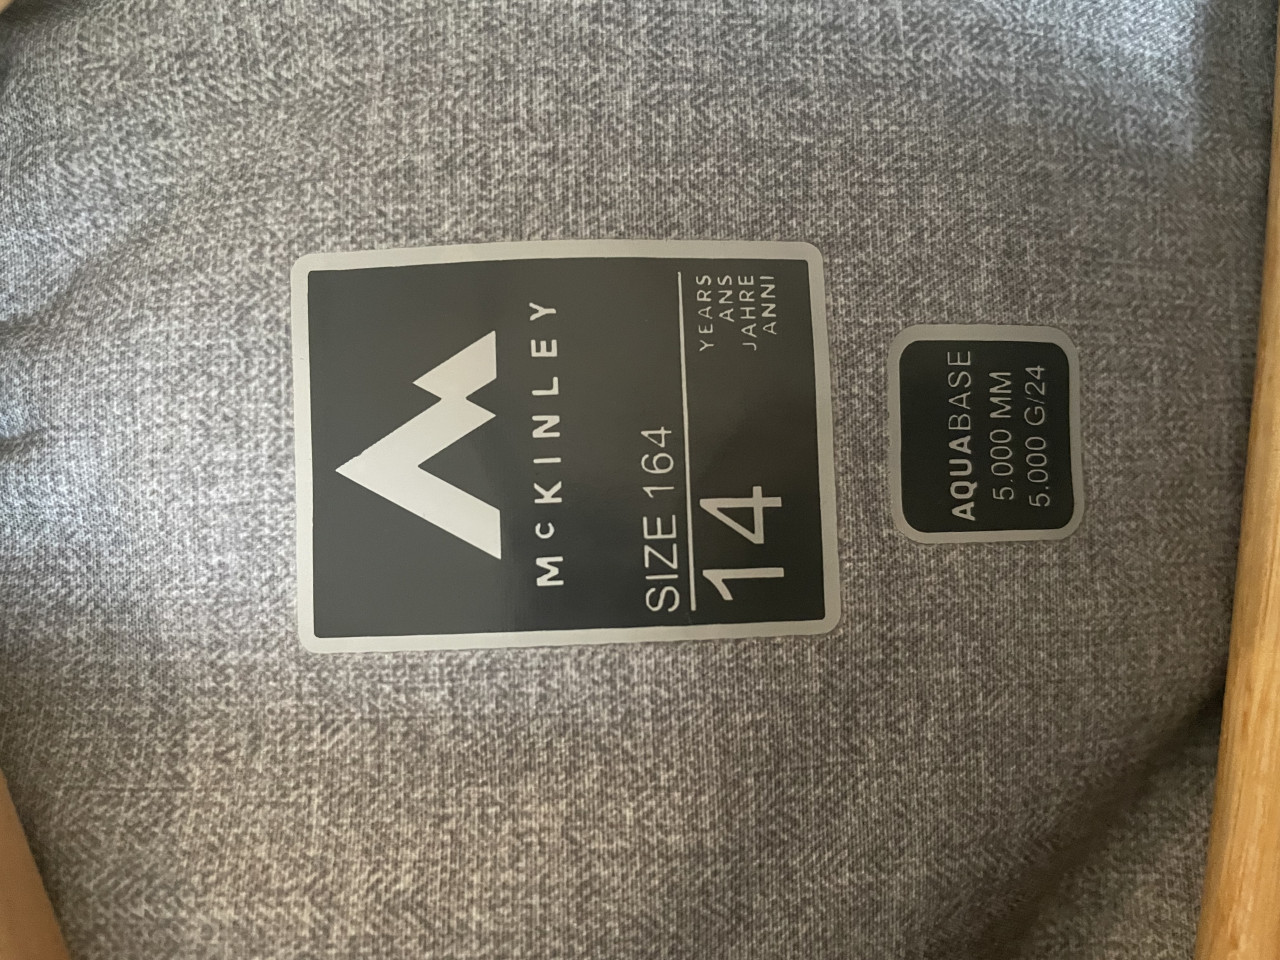 McKINLEY
SIZE 164
14
YEARS
ANS
JAHRE
ANNI
AQUABASE
5.000 MM
5.000 G/24